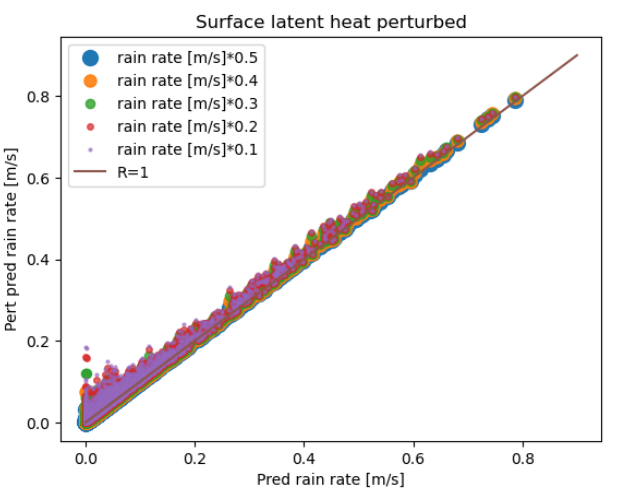 Surface latent heat perturbed
rain rate [m/s]*0.5
rain rate [m/s]*0.4
rain rate [m/s]*0.3
rain rate [m/s]*0.2
rain rate [m/s]*0.1
R=1
Pert pred rain rate [m/s]
0.8
0.6
0.4
0.2
0.0
0.0 0.2 0.4 0.6 0.8
Pred rain rate [m/s]